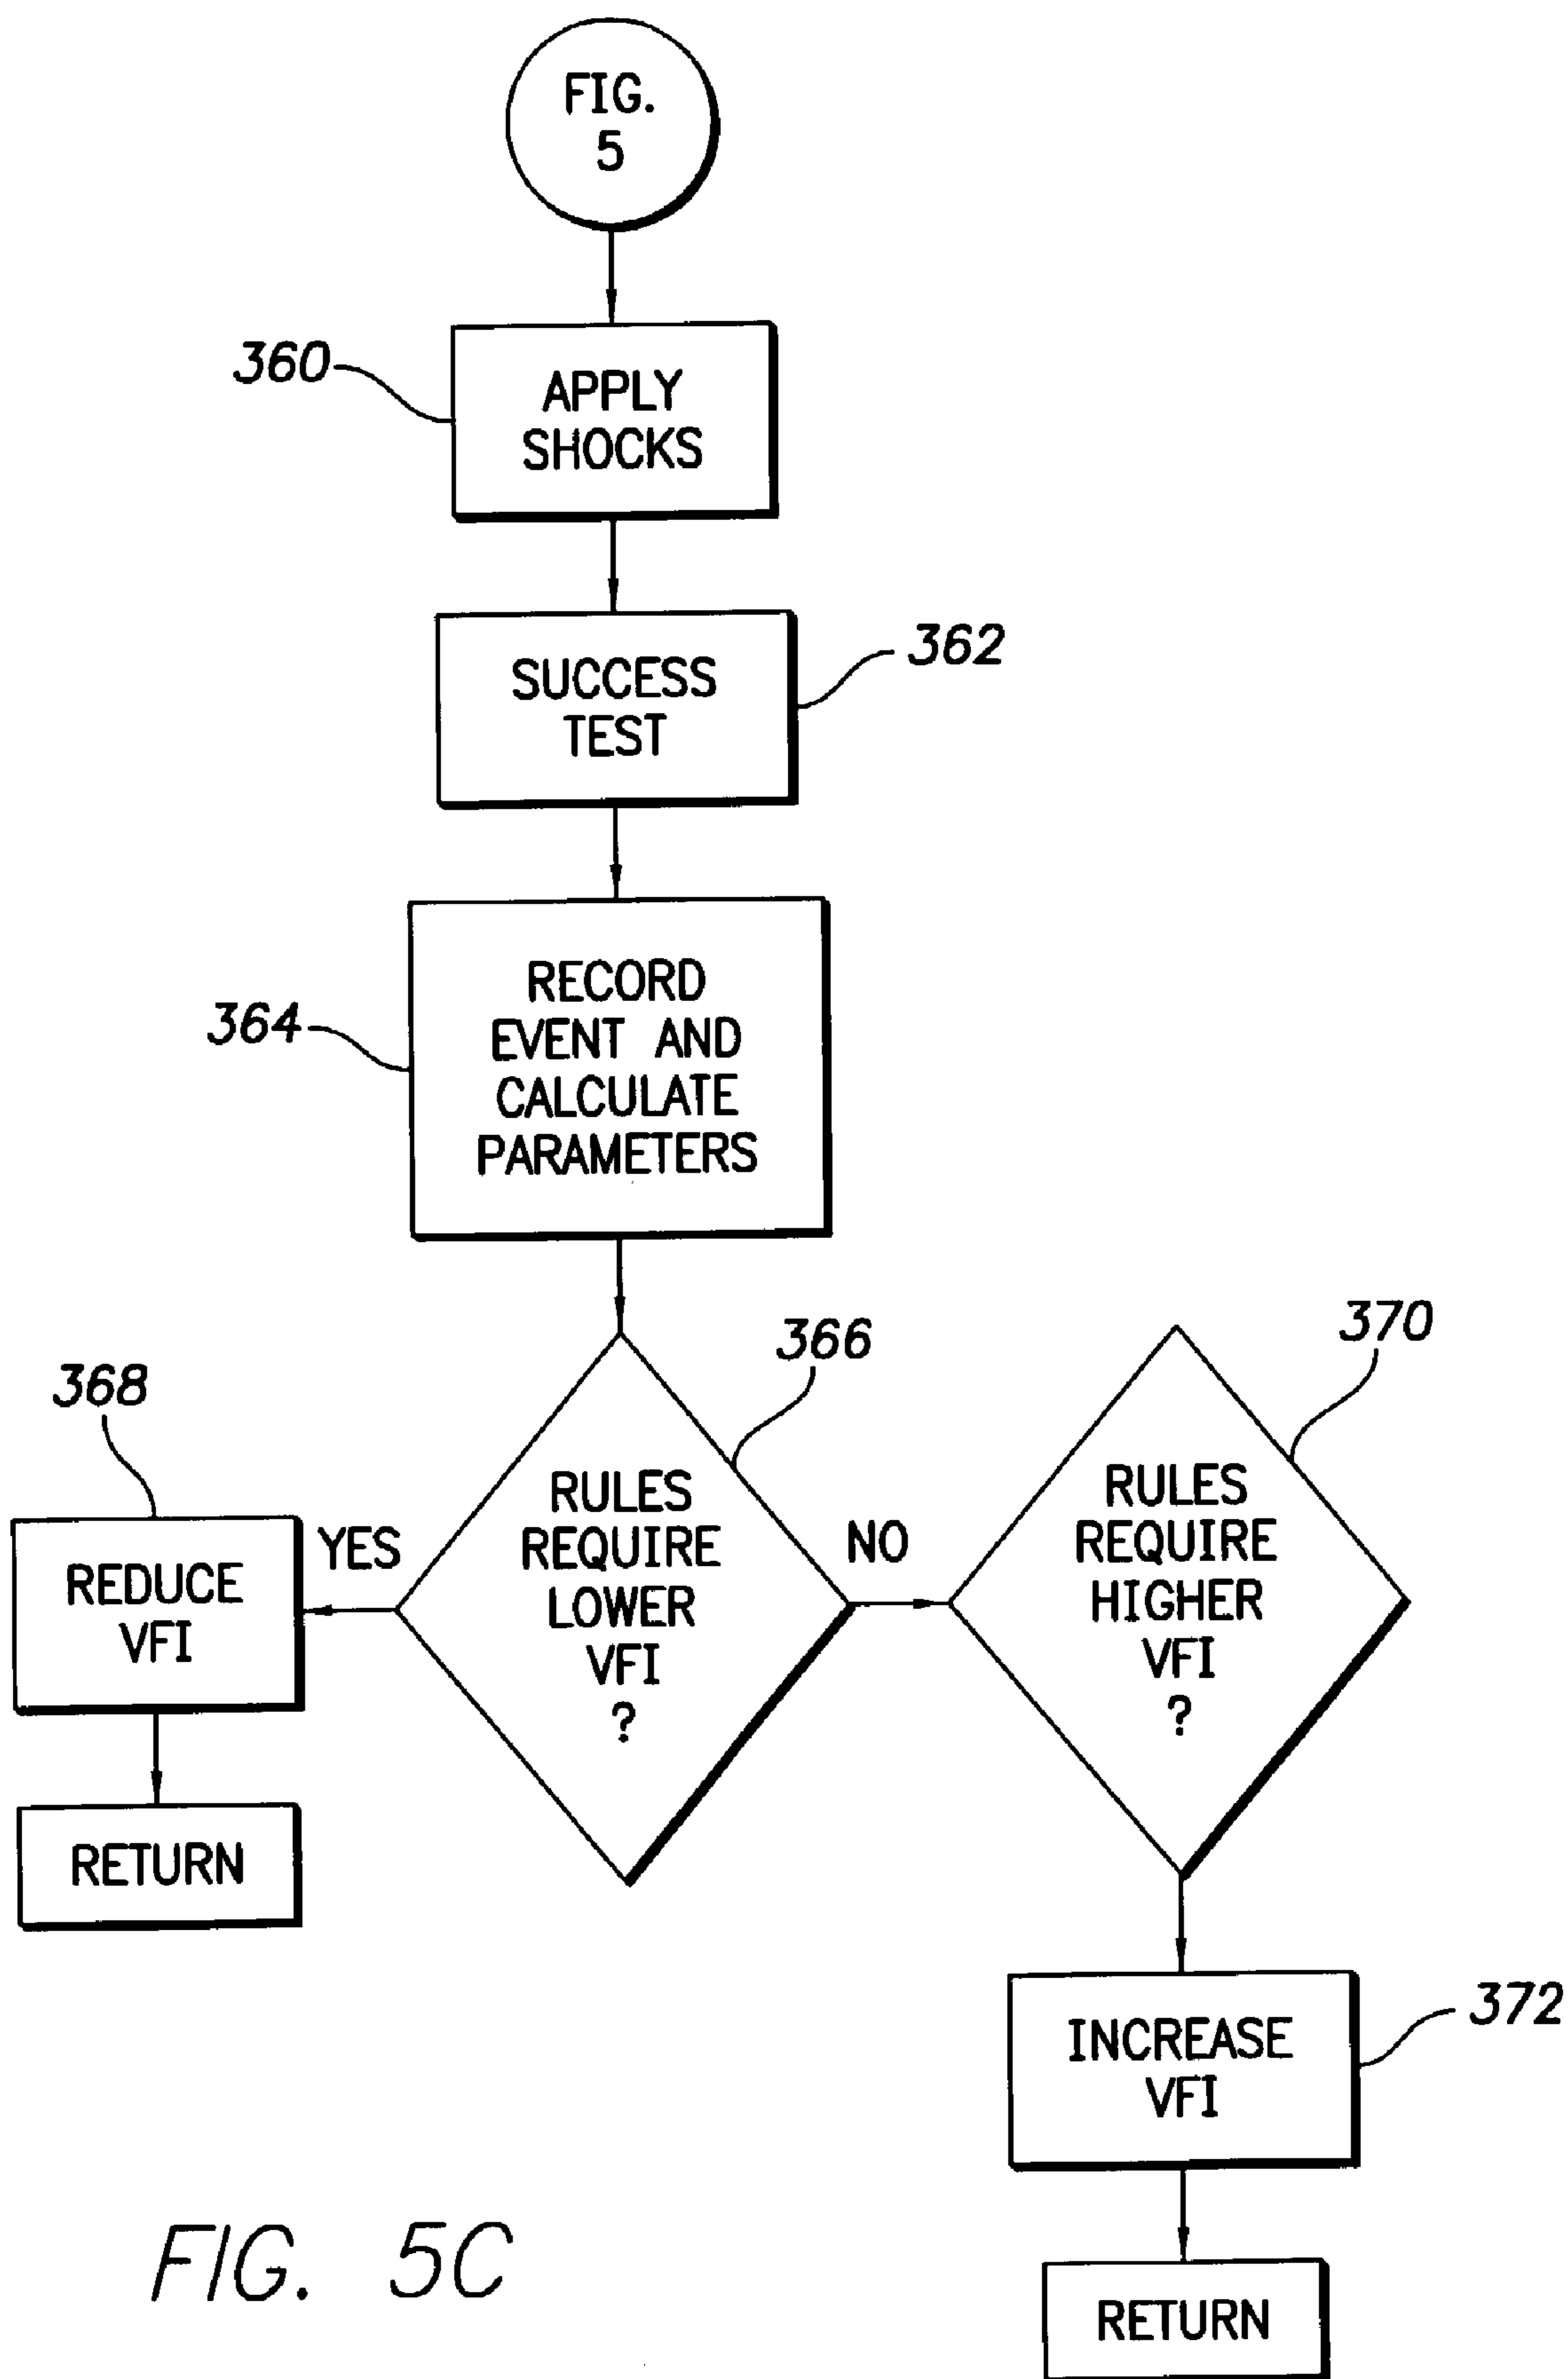 FIG.
5
360
APPLY
SHOCKS
362
SUCCESS
TEST
364
RECORD
EVENT AND
CALCULATE
PARAMETERS
366
370
368
RULES
REQUIRE
LOWER
VFI
?
YES
NO
RULES
REQUIRE
HIGHER
VFI
?
REDUCE
VFI
RETURN
372
INCREASE
VFI
RETURN
FIG. 5C